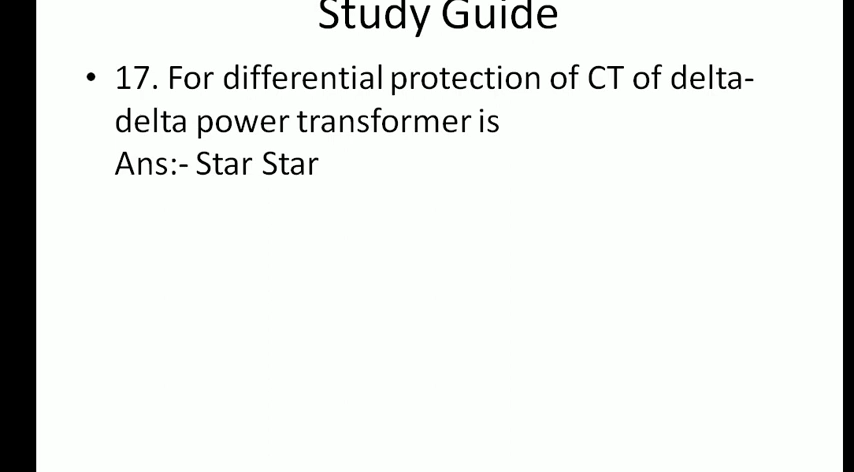 Study Guide
• 17. For differential protection of CT of delta-
delta power transformer is
Ans:- Star Star